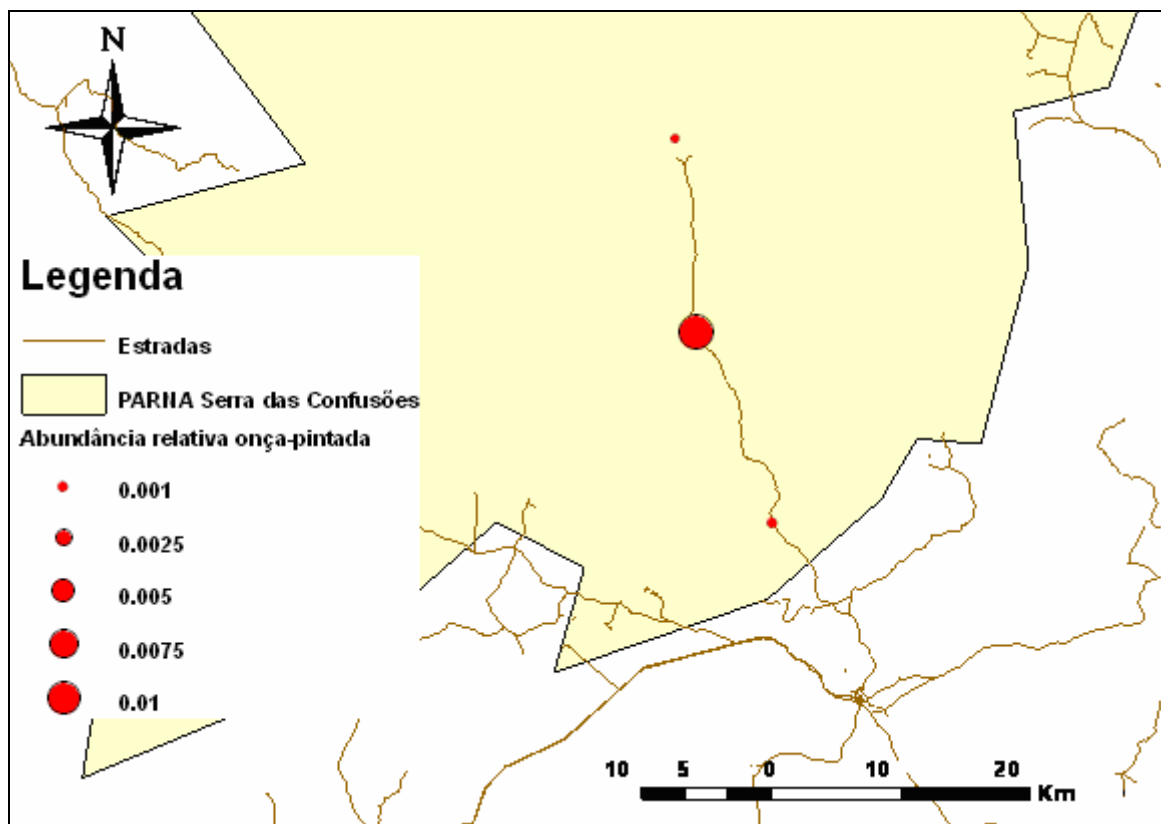 N
Legenda
Estradas
PARNA Serra das Confusões
Abundância relativa onça-pintada
0.001
0.0025
0.005
0.0075
0.01
10 5 0 10 20
Km